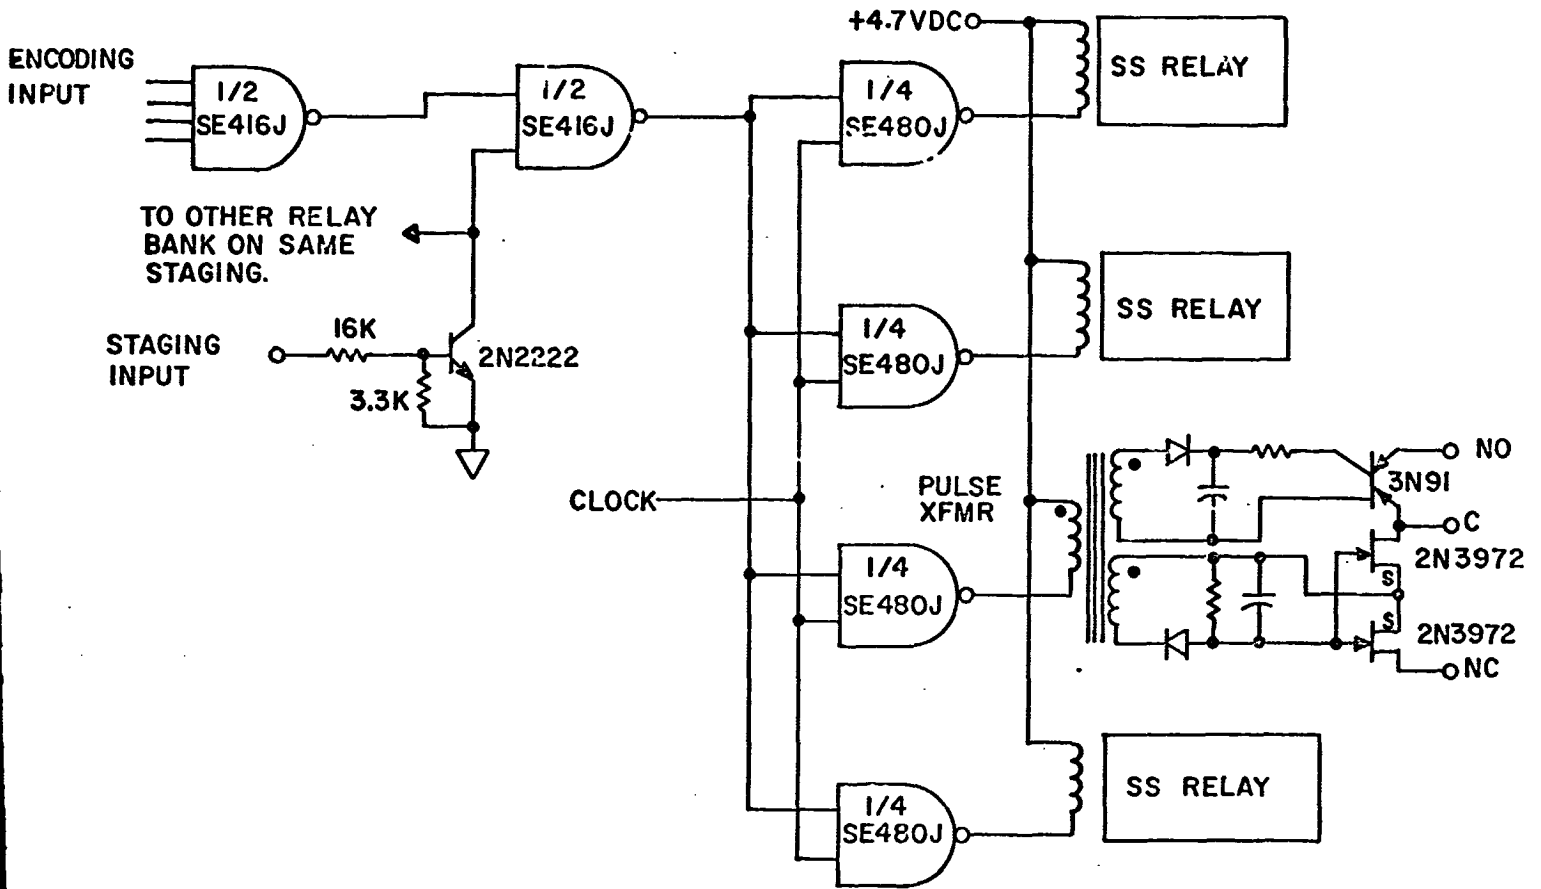 +4.7VDC
ENCODING
INPUT
1/2
SE416J
1/2
SE416J
1/4
SE480J
SS RELAY
TO OTHER RELAY
BANK ON SAME
STAGING.
STAGING
INPUT
16K
3.3K
2N2222
1/4
SE480J
SS RELAY
CLOCK
PULSE
XFMR
1/4
SE480J
NO
3N91
C
2N3972
S
S
2N3972
NC
1/4
SE480J
SS RELAY